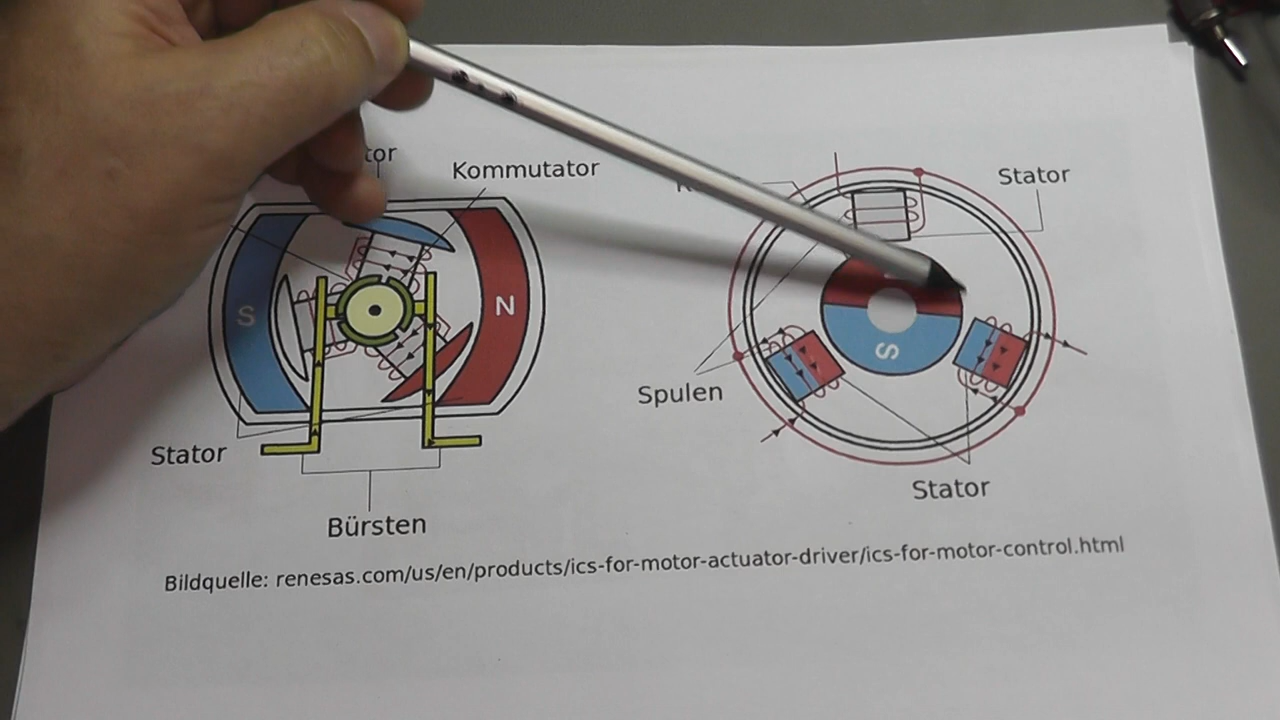 Kommutator
Stator
S
N
S
Spulen
Stator
Stator
Bürsten
Bildquelle: renesas.com/us/en/products/ics-for-motor-actuator-driver/ics-for-motor-control.html